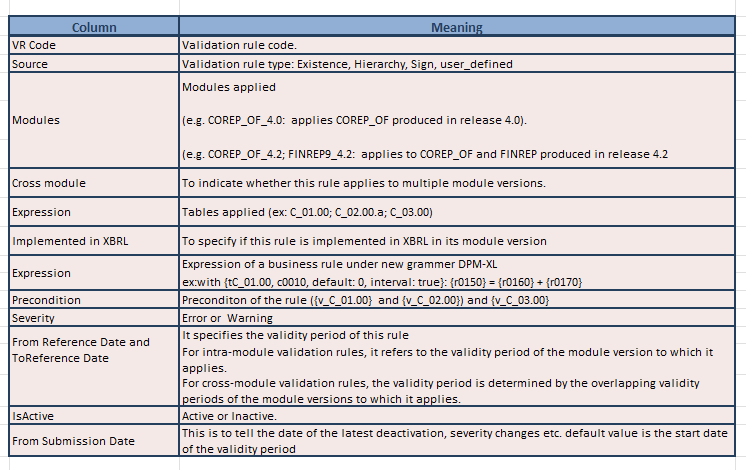 Column Meaning
VR Code Validation rule code.
Source Validation rule type: Existence, Hierarchy, Sign, user_defined
Modules applied
Modules (e.g. COREP_OF_4.0: applies COREP_OF produced in release 4.0).
(e.g. COREP_OF_4.2; FINREP9_4.2: applies to COREP_OF and FINREP produced in release 4.2
Cross module To indicate whether this rule applies to multiple module versions.
Expression Tables applied (ex: C_01.00; C_02.00.a; C_03.00)
Implemented in XBRL To specify if this rule is implemented in XBRL in its module version
Expression Expression of a business rule under new grammer DPM-XL
ex:with {tC_01.00, c0010, default: 0, interval: true}: {r0150} = {r0160} + {r0170}
Precondition Preconditon of the rule ({v_C_01.00} and {v_C_02.00}) and {v_C_03.00}
Severity Error or Warning
From Reference Date and
ToReference Date
It specifies the validity period of this rule
For intra-module validation rules, it refers to the validity period of the module version to which it
applies.
For cross-module validation rules, the validity period is determined by the overlapping validity
periods of the module versions to which it applies.
IsActive Active or Inactive.
From Submission Date This is to tell the date of the latest deactivation, severity changes etc. default value is the start date
of the validity period